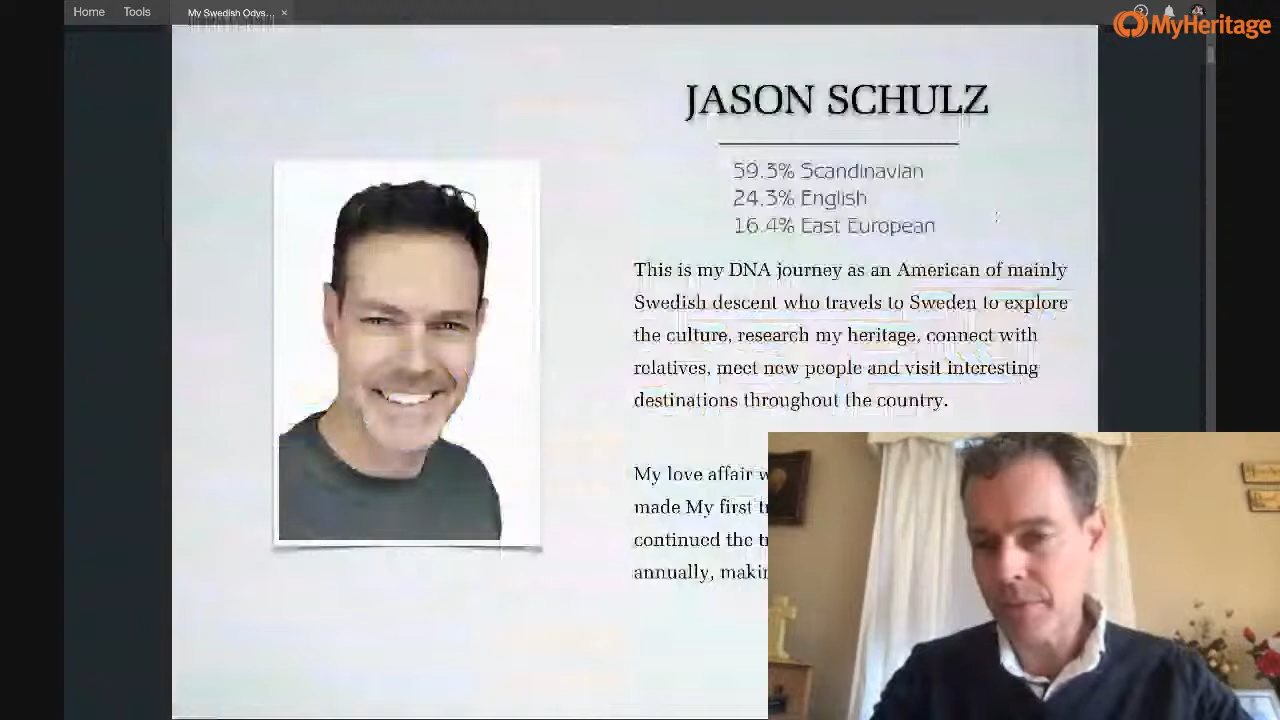 Home Tools My Swedish Odys... ×
MyHeritage
JASON SCHULZ
59.3% Scandinavian
24.3% English
16.4% East European
This is my DNA journey as an American of mainly
Swedish descent who travels to Sweden to explore
the culture, research my heritage, connect with
relatives, meet new people and visit interesting
destinations throughout the country.
My love affair w
made My first tr
continued the tr
annually, makin